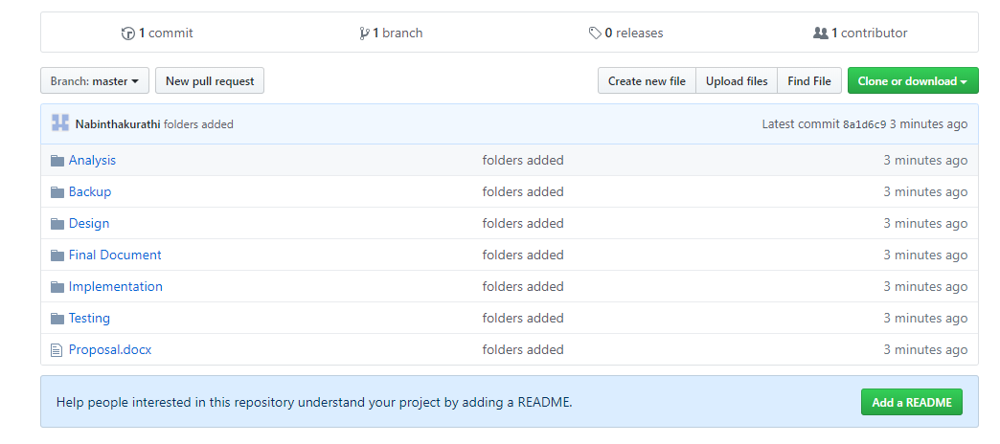 1 commit 1 branch 0 releases 1 contributor
Branch: master New pull request Create new file Upload files Find File Clone or download
Nabinthakurathi folders added Latest commit 8a1d6c9 3 minutes ago
Analysis folders added 3 minutes ago
Backup folders added 3 minutes ago
Design folders added 3 minutes ago
Final Document folders added 3 minutes ago
Implementation folders added 3 minutes ago
Testing folders added 3 minutes ago
Proposal.docx folders added 3 minutes ago
Help people interested in this repository understand your project by adding a README. Add a README